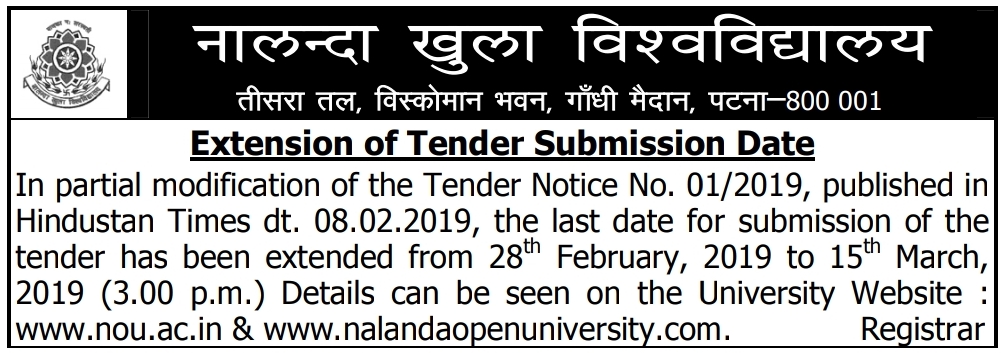 नालन्दा खुला विश्वविद्यालय
तीसरा तल, विस्कोमान भवन, गाँधी मैदान, पटना–800 001
Extension of Tender Submission Date
In partial modification of the Tender Notice No. 01/2019, published in
Hindustan Times dt. 08.02.2019, the last date for submission of the
tender has been extended from 28th February, 2019 to 15th March,
2019 (3.00 p.m.) Details can be seen on the University Website :
www.nou.ac.in & www.nalandaopenuniversity.com. Registrar